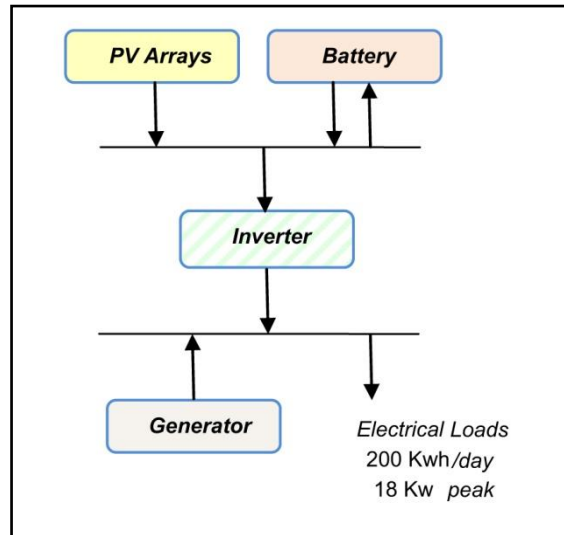 PV Arrays
Battery
Inverter
Generator
Electrical Loads
200 Kwh/day
18 Kw peak